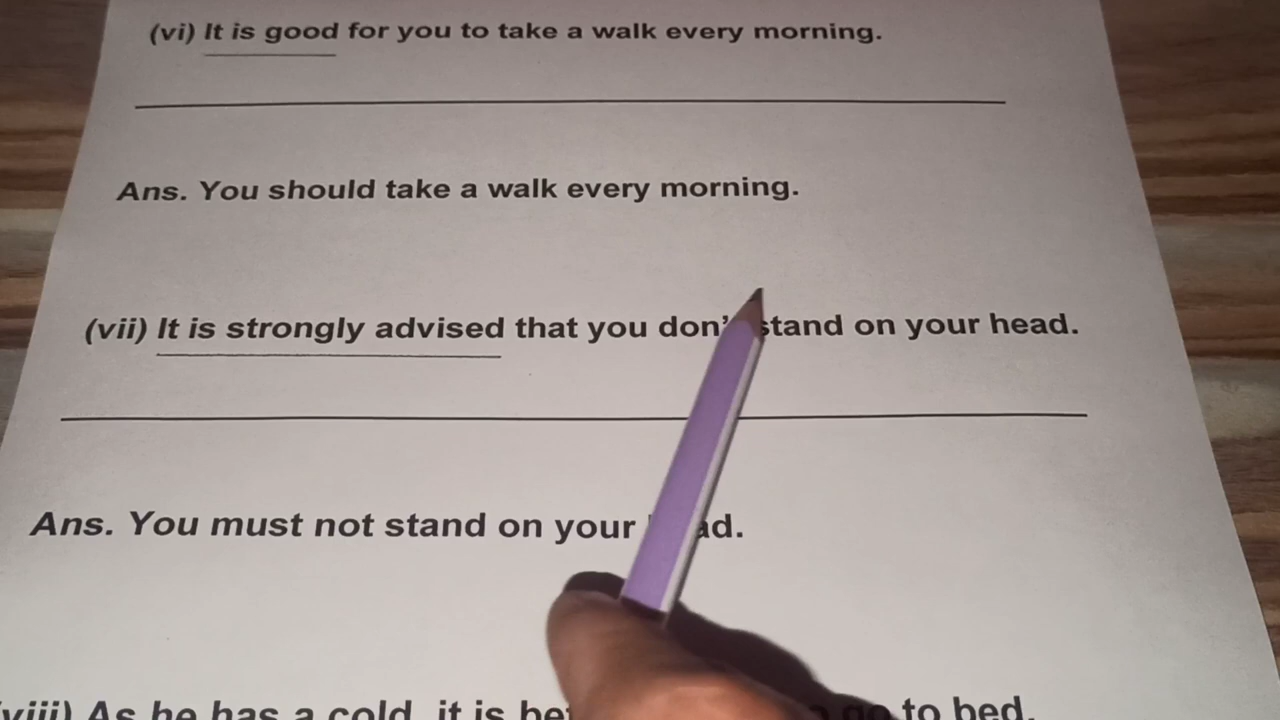 (vi) It is good for you to take a walk every morning.
Ans. You should take a walk every morning.
(vii) It is strongly advised that you don' stand on your head.
Ans. You must not stand on your
(viii) As he has a cold, it is go to bed.